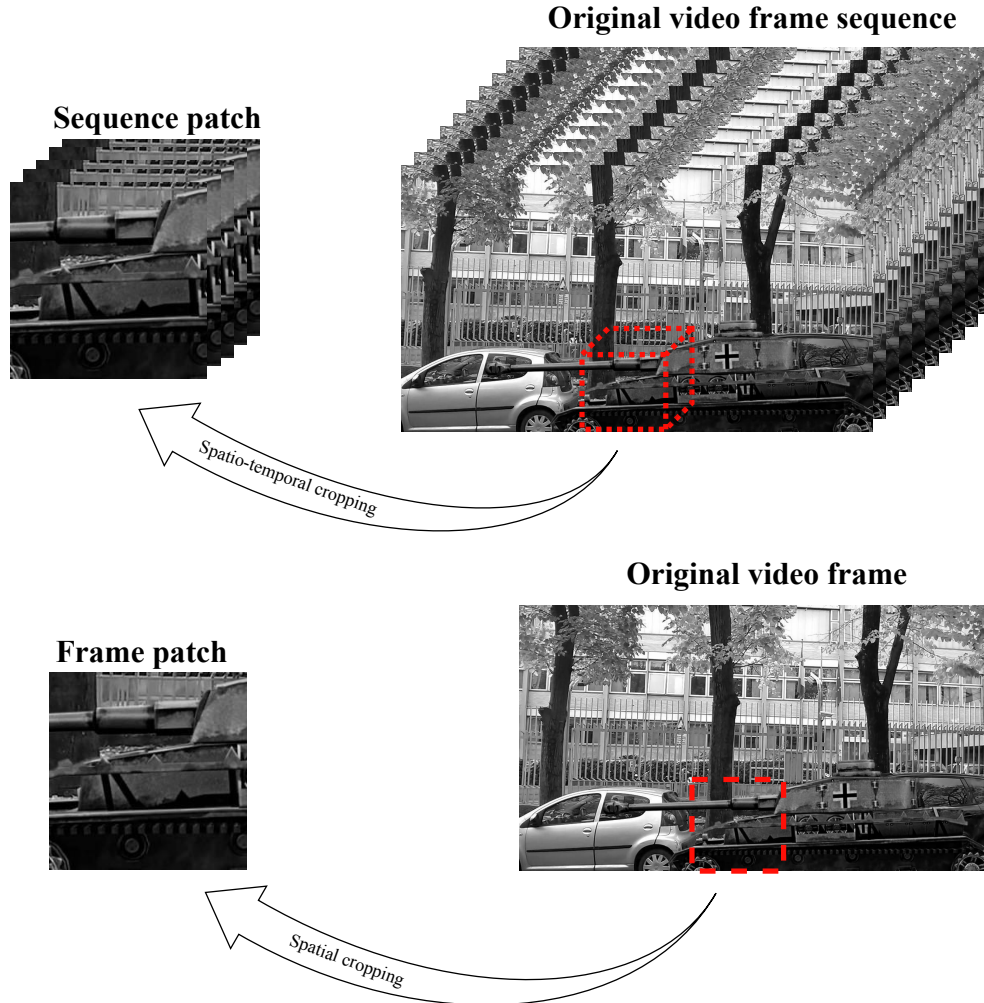 Original video frame sequence
Sequence patch
Spatio-temporal cropping
Original video frame
Frame patch
Spatial cropping